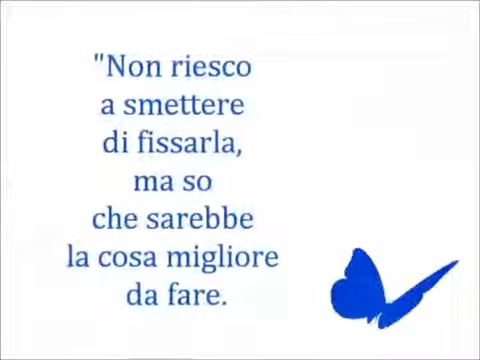 "Non riesco
a smettere
di fissarla,
ma so
che sarebbe
la cosa migliore
da fare.